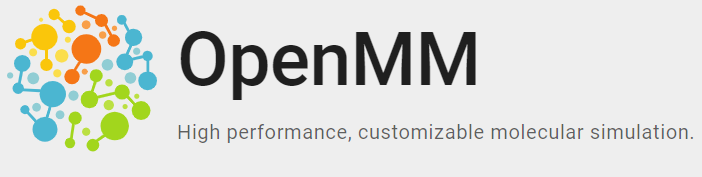 OpenMM
High performance, customizable molecular simulation.